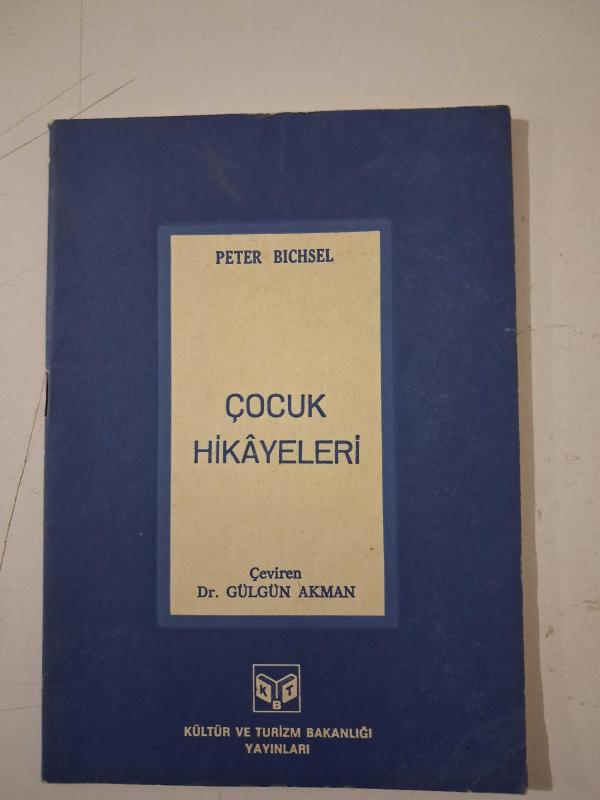 PETER BICHSEL
ÇOCUK
HİKÂYELERİ
Çeviren
Dr. GÜLGÜN AKMAN
K B T
KÜLTÜR VE TURİZM BAKANLIĞI
YAYINLARI